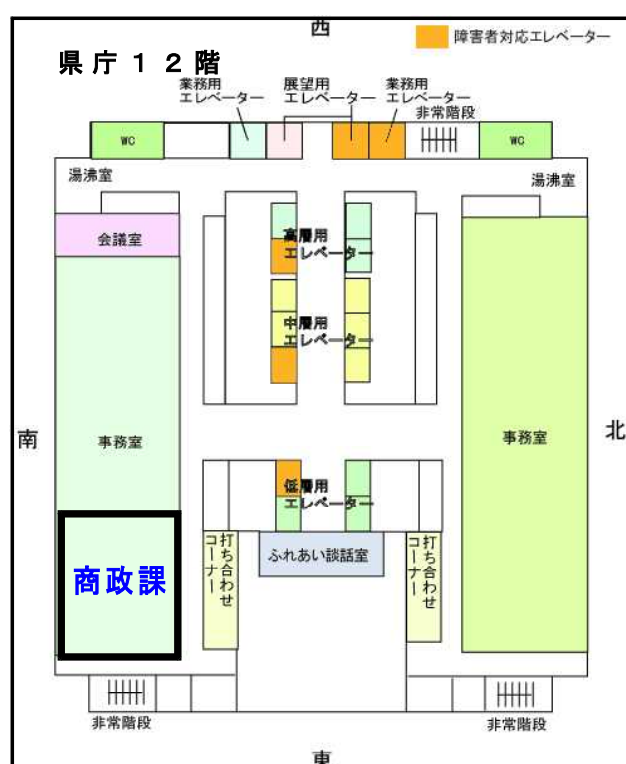 西
障害者対応エレベーター
県庁１２階
業務用
エレベーター
展望用
エレベーター
業務用
エレベーター
非常階段
WC
WC
湯沸室
湯沸室
会議室
高層用
エレベーター
中層用
エレベーター
南
事務室
事務室
北
低層用
エレベーター
商政課
打ち合わせ
コーナー
ふれあい談話室
打ち合わせ
コーナー
非常階段
非常階段
東